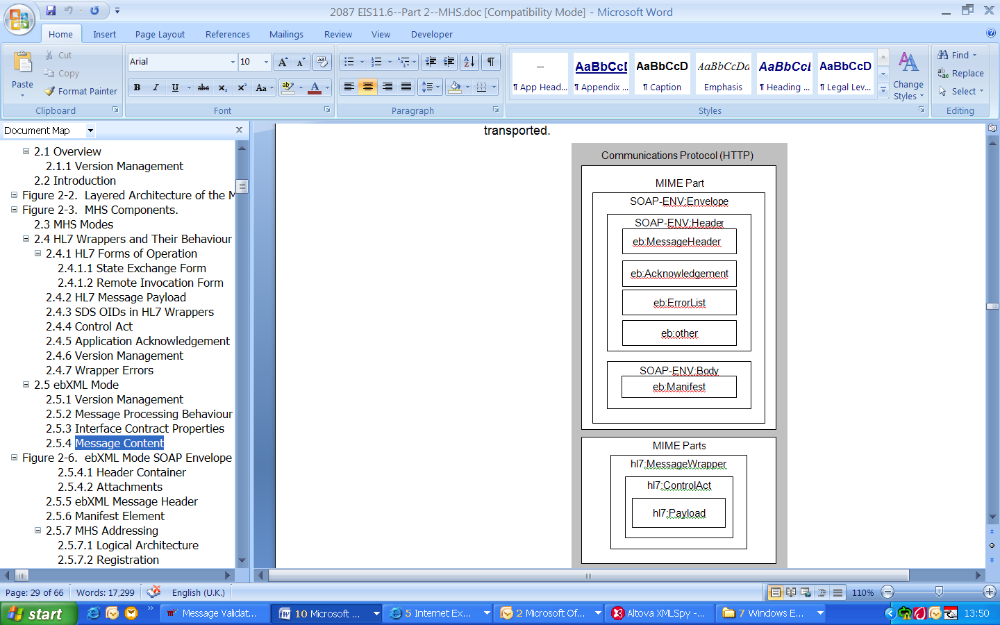 2087 EIS11.6--Part 2--MHS.doc [Compatibility Mode] - Microsoft Word
Home Insert Page Layout References Mailings Review View Developer
Paste
Cut
Copy
Format Painter
Clipboard
Arial 10
B I U abc X₂ X² Aa
Font
Paragraph
AaBbCcI AaBbCcD AaBbCcDa AaBbCcI AaBbCcD
¶ App Head... ¶ Appendix ... ¶ Caption Emphasis ¶ Heading ... ¶ Legal Lev...
Change Styles
Styles
Find
Replace
Select
Editing
Document Map
2.1 Overview
2.1.1 Version Management
2.2 Introduction
Figure 2-2. Layered Architecture of the M
Figure 2-3. MHS Components.
2.3 MHS Modes
2.4 HL7 Wrappers and Their Behaviour
2.4.1 HL7 Forms of Operation
2.4.1.1 State Exchange Form
2.4.1.2 Remote Invocation Form
2.4.2 HL7 Message Payload
2.4.3 SDS OIDs in HL7 Wrappers
2.4.4 Control Act
2.4.5 Application Acknowledgement
2.4.6 Version Management
2.4.7 Wrapper Errors
2.5 ebXML Mode
2.5.1 Version Management
2.5.2 Message Processing Behaviour
2.5.3 Interface Contract Properties
2.5.4 Message Content
Figure 2-6. ebXML Mode SOAP Envelope
2.5.4.1 Header Container
2.5.4.2 Attachments
2.5.5 ebXML Message Header
2.5.6 Manifest Element
2.5.7 MHS Addressing
2.5.7.1 Logical Architecture
2.5.7.2 Registration
transported.
Communications Protocol (HTTP)
MIME Part
SOAP-ENV:Envelope
SOAP-ENV:Header
eb:MessageHeader
eb:Acknowledgement
eb:ErrorList
eb:other
SOAP-ENV:Body
eb:Manifest
MIME Parts
hl7:MessageWrapper
hl7:ControlAct
hl7:Payload
Page: 29 of 66 Words: 17,299 English (U.K.) 110%
start Message Validat... 10 Microsoft ... 5 Internet Ex... 2 Microsoft Of... Altova XMLSpy -... 7 Windows E... 13:50